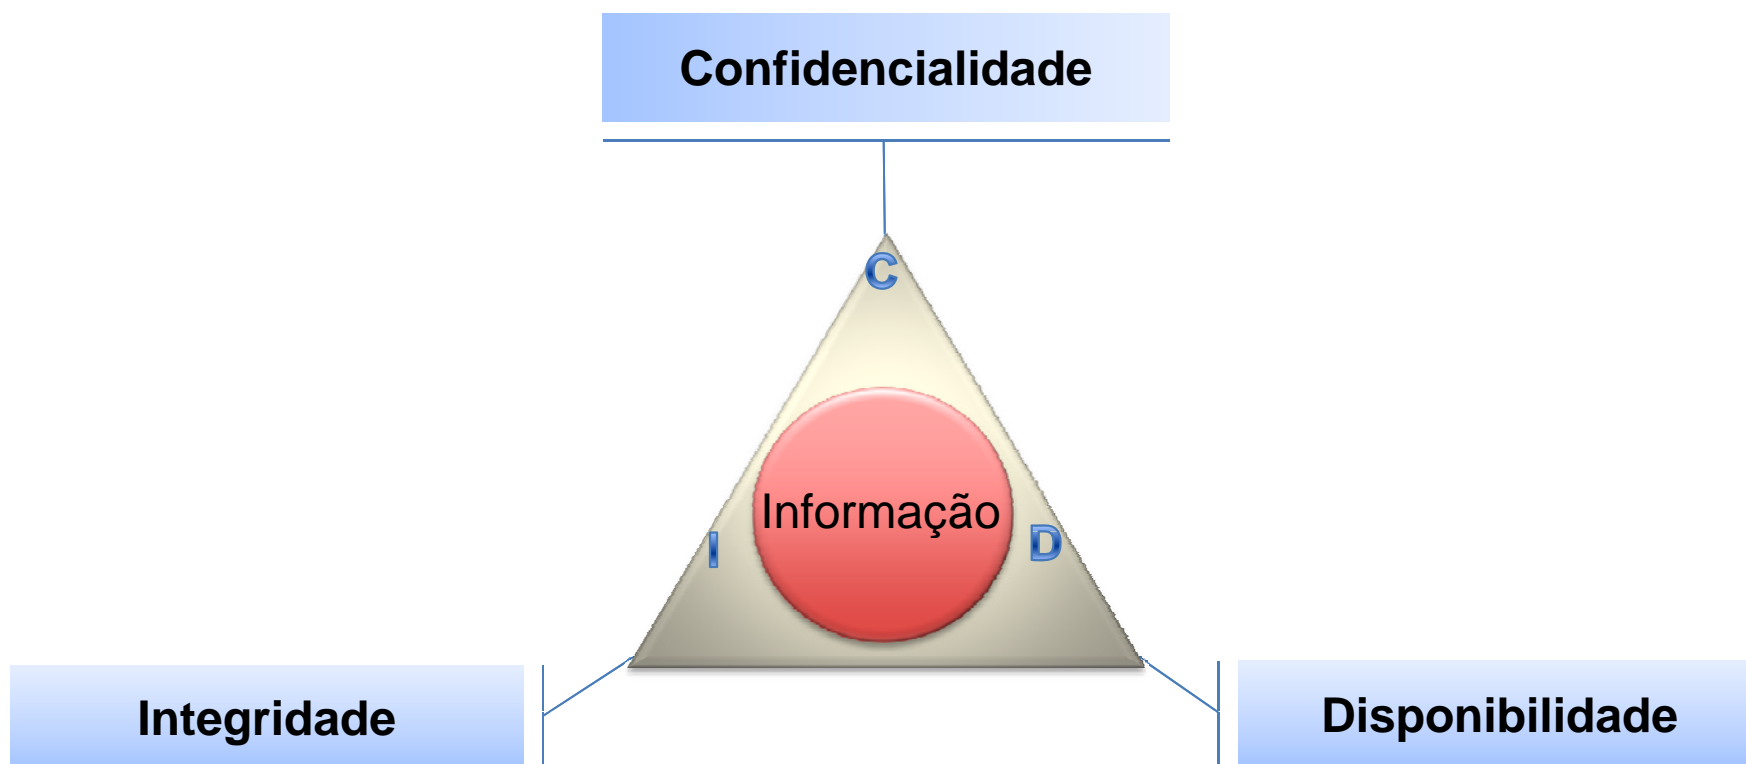 Confidencialidade
C
Informação
I
D
Integridade
Disponibilidade